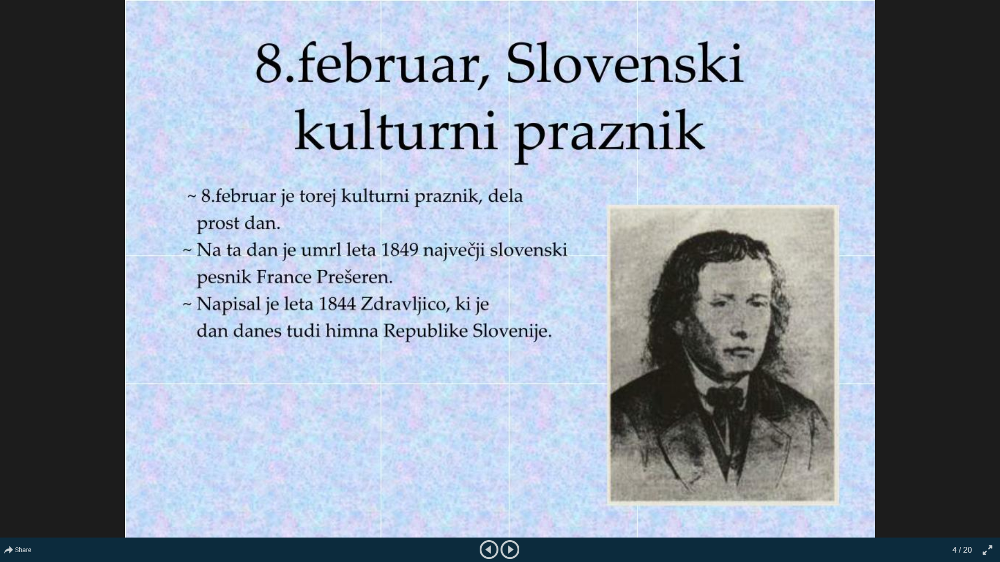 8.februar, Slovenski
kulturni praznik
~ 8.februar je torej kulturni praznik, dela
prost dan.
~ Na ta dan je umrl leta 1849 največji slovenski
pesnik France Prešeren.
~ Napisal je leta 1844 Zdravljico, ki je
dan danes tudi himna Republike Slovenije.
Share
4 / 20